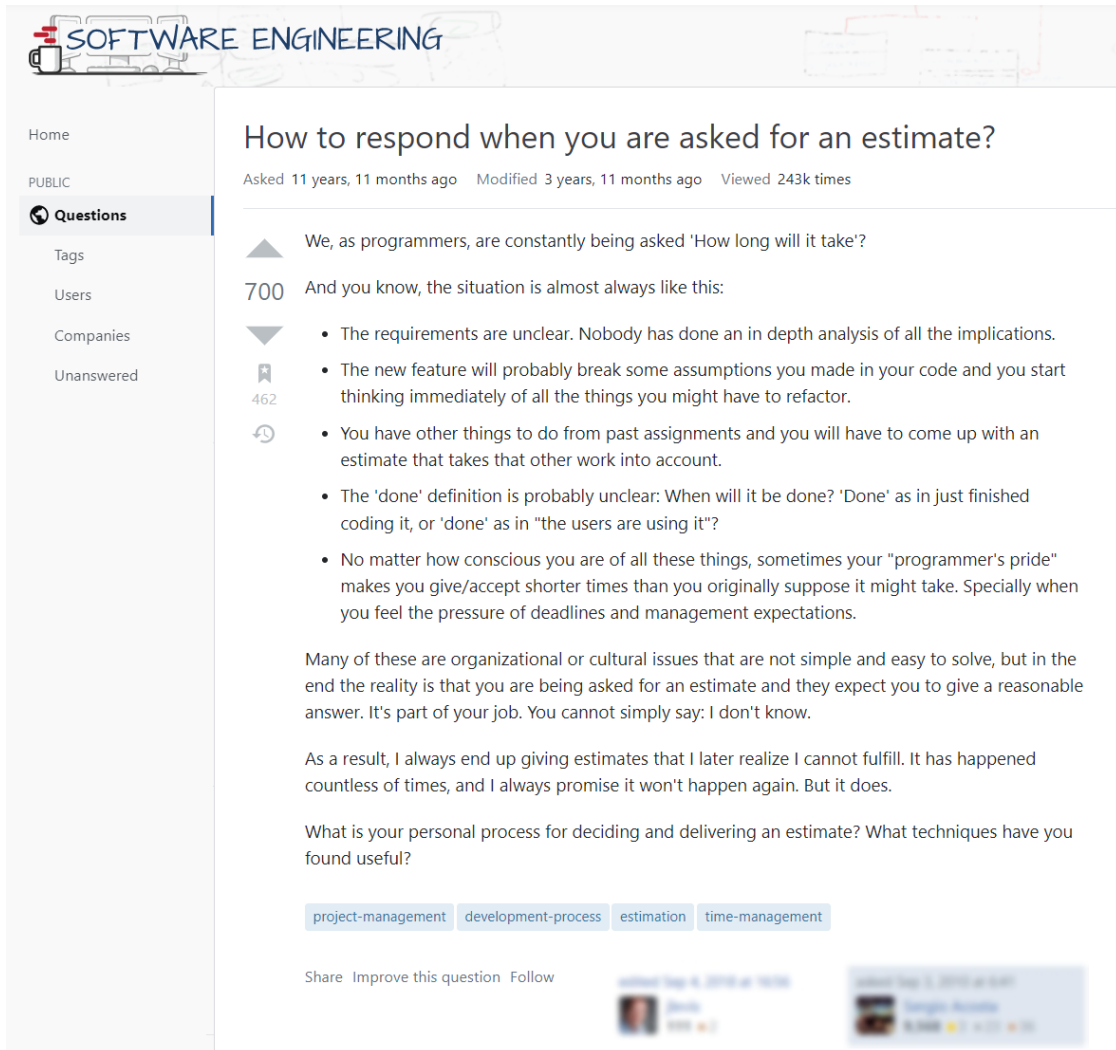 SOFTWARE ENGINEERING
Home
PUBLIC
Questions
Tags
Users
Companies
Unanswered
How to respond when you are asked for an estimate?
Asked 11 years, 11 months ago Modified 3 years, 11 months ago Viewed 243k times
700
462
We, as programmers, are constantly being asked 'How long will it take'?
And you know, the situation is almost always like this:
• The requirements are unclear. Nobody has done an in depth analysis of all the implications.
• The new feature will probably break some assumptions you made in your code and you start
thinking immediately of all the things you might have to refactor.
• You have other things to do from past assignments and you will have to come up with an
estimate that takes that other work into account.
• The 'done' definition is probably unclear: When will it be done? 'Done' as in just finished
coding it, or 'done' as in "the users are using it"?
• No matter how conscious you are of all these things, sometimes your "programmer's pride"
makes you give/accept shorter times than you originally suppose it might take. Specially when
you feel the pressure of deadlines and management expectations.
Many of these are organizational or cultural issues that are not simple and easy to solve, but in the
end the reality is that you are being asked for an estimate and they expect you to give a reasonable
answer. It's part of your job. You cannot simply say: I don't know.
As a result, I always end up giving estimates that I later realize I cannot fulfill. It has happened
countless of times, and I always promise it won't happen again. But it does.
What is your personal process for deciding and delivering an estimate? What techniques have you
found useful?
project-management development-process estimation time-management
Share Improve this question Follow